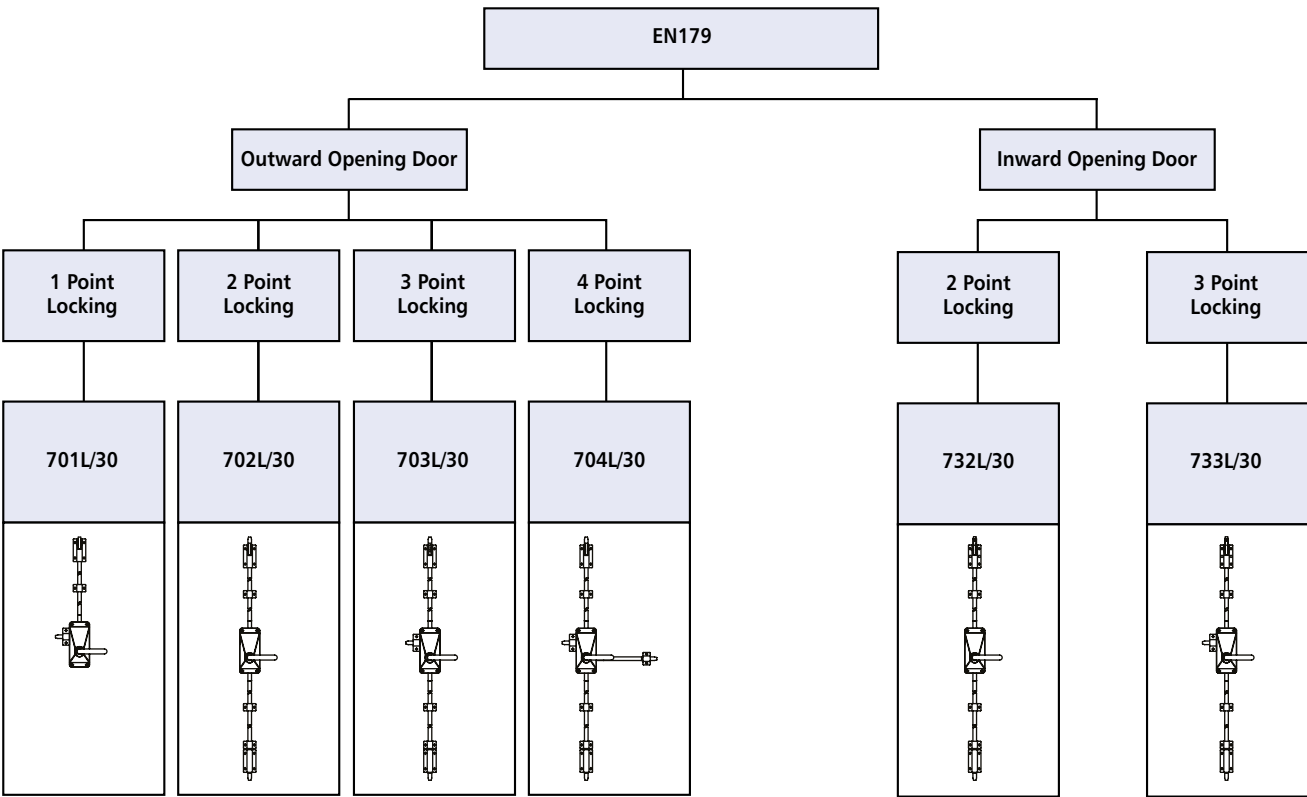 EN179
Outward Opening Door
Inward Opening Door
1 Point
Locking
2 Point
Locking
3 Point
Locking
4 Point
Locking
2 Point
Locking
3 Point
Locking
701L/30
702L/30
703L/30
704L/30
732L/30
733L/30